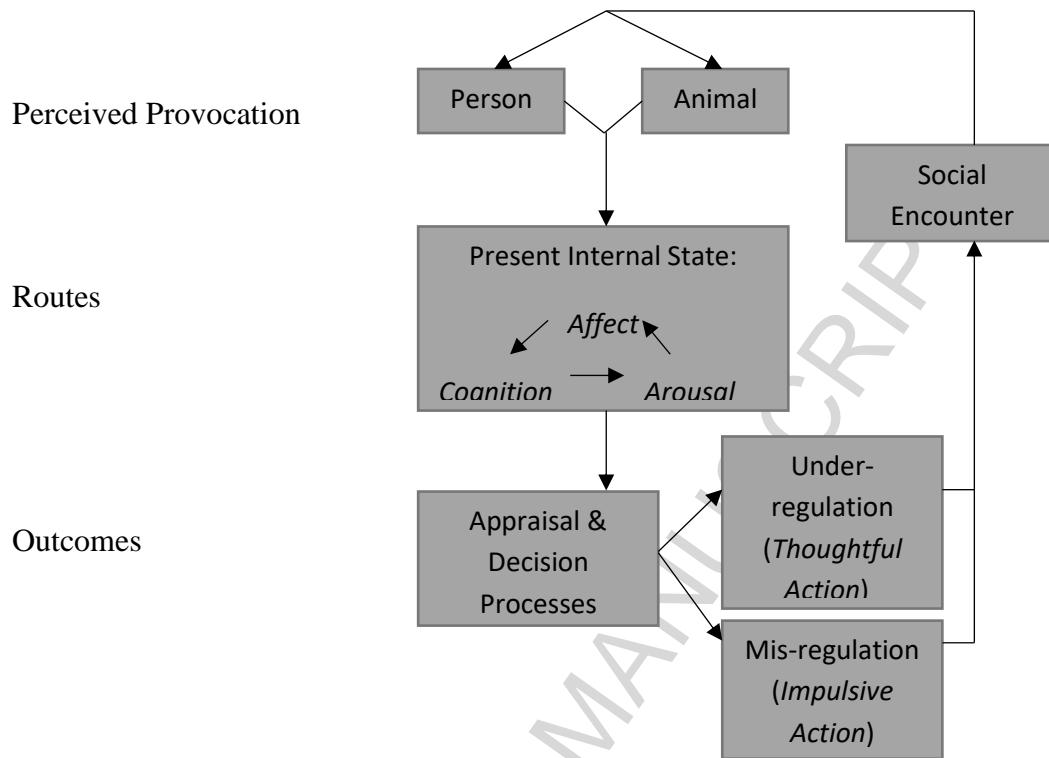 Person
Animal
Perceived Provocation
Social
Encounter
Present Internal State:
Routes
Affect
Cognition
Arousal
Under-
regulation
(Thoughtful
Action)
Appraisal &
Decision
Processes
Outcomes
Mis-regulation
(Impulsive
Action)
MANUSCRIP